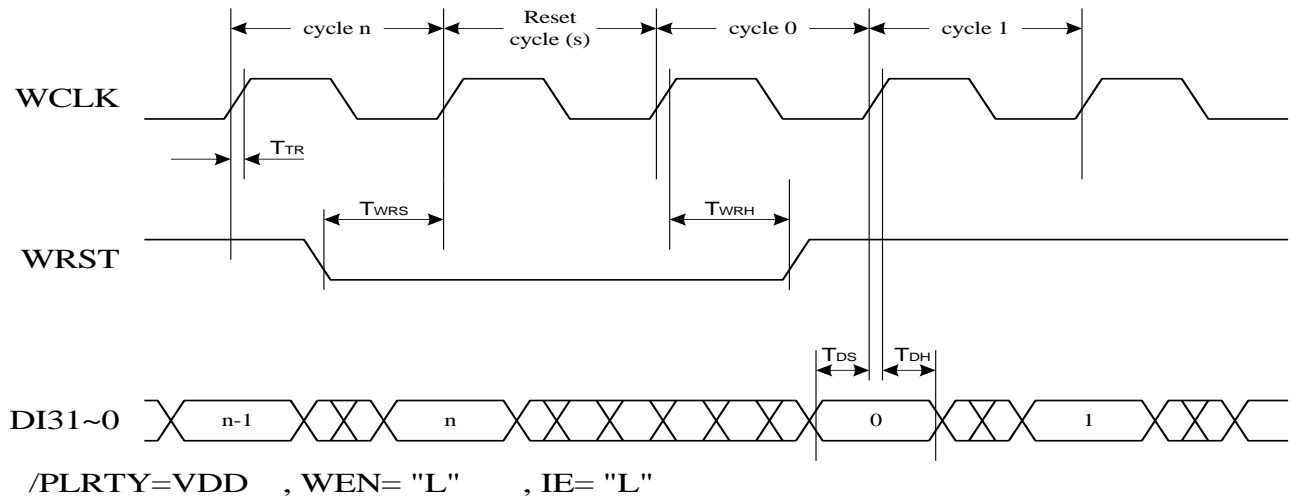 cycle n
Reset
cycle (s)
cycle 0
cycle 1
WCLK
TTR
TWRS
TWRH
WRST
TDS
TDH
DI31~0
n-1
n
0
1
/PLRTY=VDD , WEN= "L" , IE= "L"